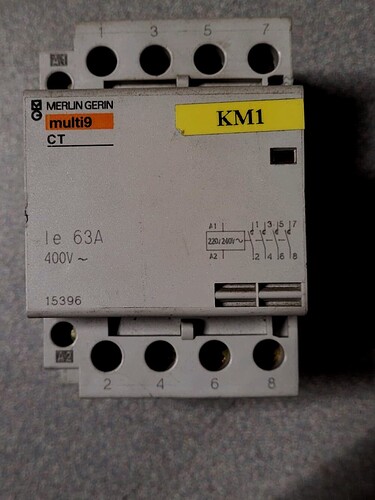 1 3 5 7
A1
MERLIN GERIN
multi9
CT
KM1
A1 1 3 5 7
220/240V~
A2 2 4 6 8
Ie 63A
400V ~
15396
A2
2 4 6 8